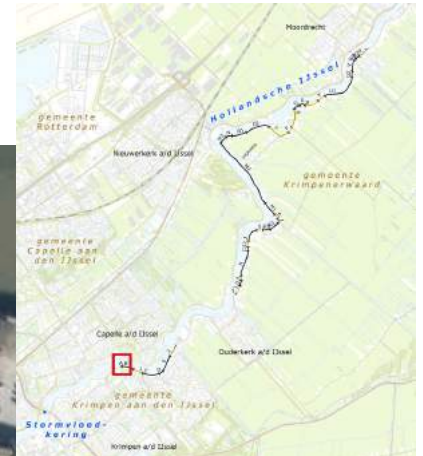 Moordrecht
Hollandsche IJssel
gemeente
Rotterdam
Nieuwerkerk a/d IJssel
gemeente
Krimpenerwaard
gemeente
Capelle aan
den IJssel
Capelle a/d IJssel
Ouderkerk a/d IJssel
gemeente
Krimpen aan den IJssel
Stormvloed-
kering
Krimpen a/d IJssel